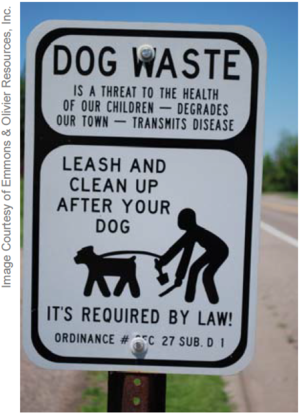 Image Courtesy of Emmons & Olivier Resources, Inc.
DOG WASTE
IS A THREAT TO THE HEALTH
OF OUR CHILDREN — DEGRADES
OUR TOWN — TRANSMITS DISEASE
LEASH AND
CLEAN UP
AFTER YOUR
DOG
IT'S REQUIRED BY LAW!
ORDINANCE # 27 SUB. D 1